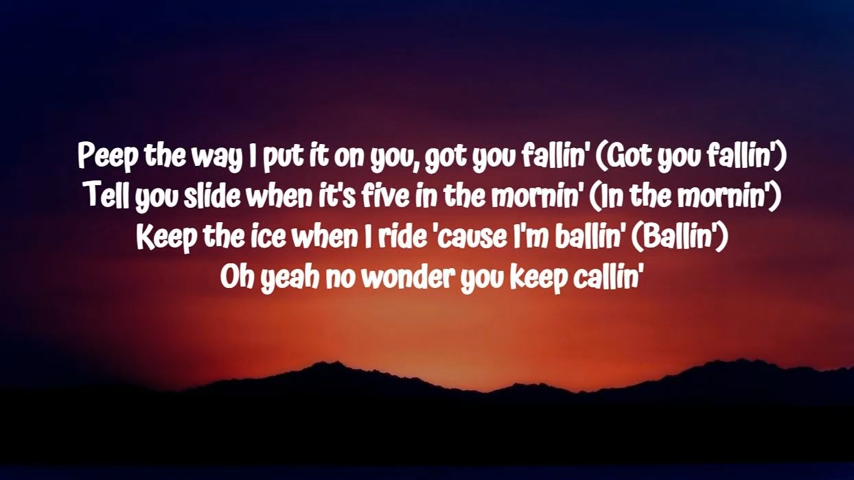 Peep the way I put it on you, got you fallin' (Got you fallin')
Tell you slide when it's five in the mornin' (In the mornin')
Keep the ice when I ride 'cause I'm ballin' (Ballin')
Oh yeah no wonder you keep callin'